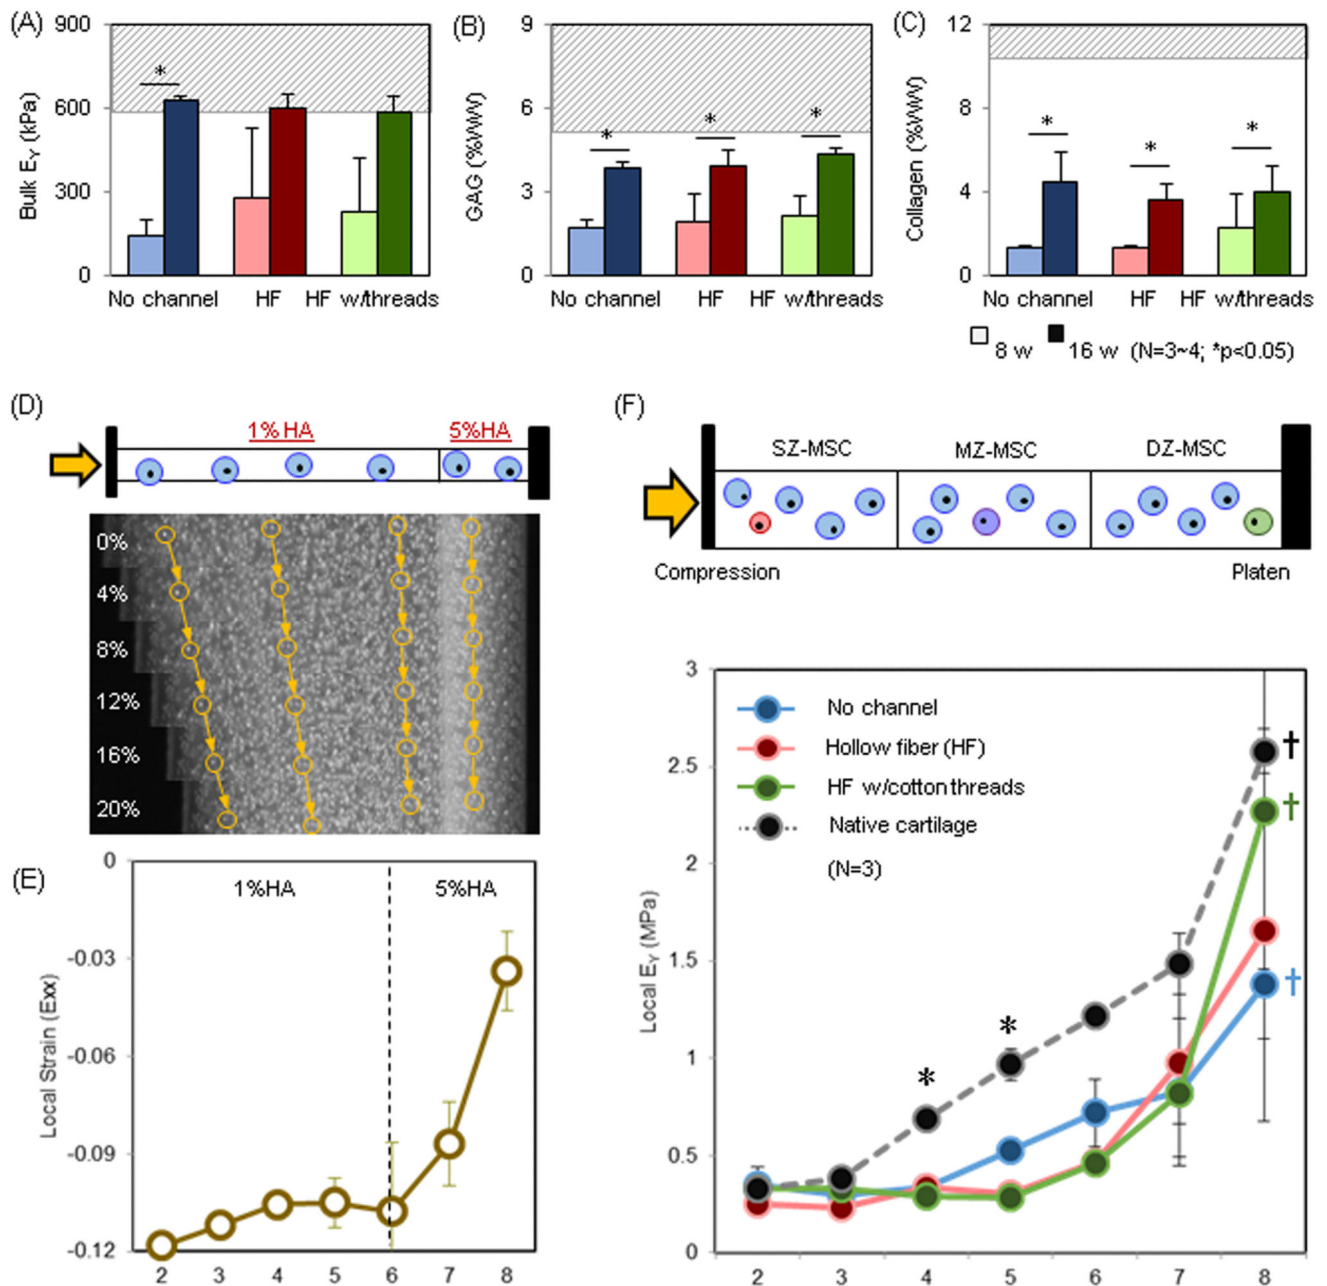 (A)
900
600
300
0
Bulk EY (kPa)
*
No channel HF HF w/threads
(B)
9
6
3
0
GAG (%WW)
* * *
No channel HF HF w/threads
(C)
12
8
4
0
Collagen (%WW)
* * *
No channel HF HF w/threads
8 w 16 w (N=3~4; *p<0.05)
(D)
1% HA 5%HA
0%
4%
8%
12%
16%
20%
(E)
0
-0.03
-0.06
-0.09
-0.12
Local Strain (Exx)
1%HA 5%HA
2 3 4 5 6 7 8
(F)
SZ-MSC MZ-MSC DZ-MSC
Compression Platen
3
2.5
2
1.5
1
0.5
0
Local EY (MPa)
No channel
Hollow fiber (HF)
HF w/cotton threads
Native cartilage
(N=3)
* *
†
†
†
2 3 4 5 6 7 8